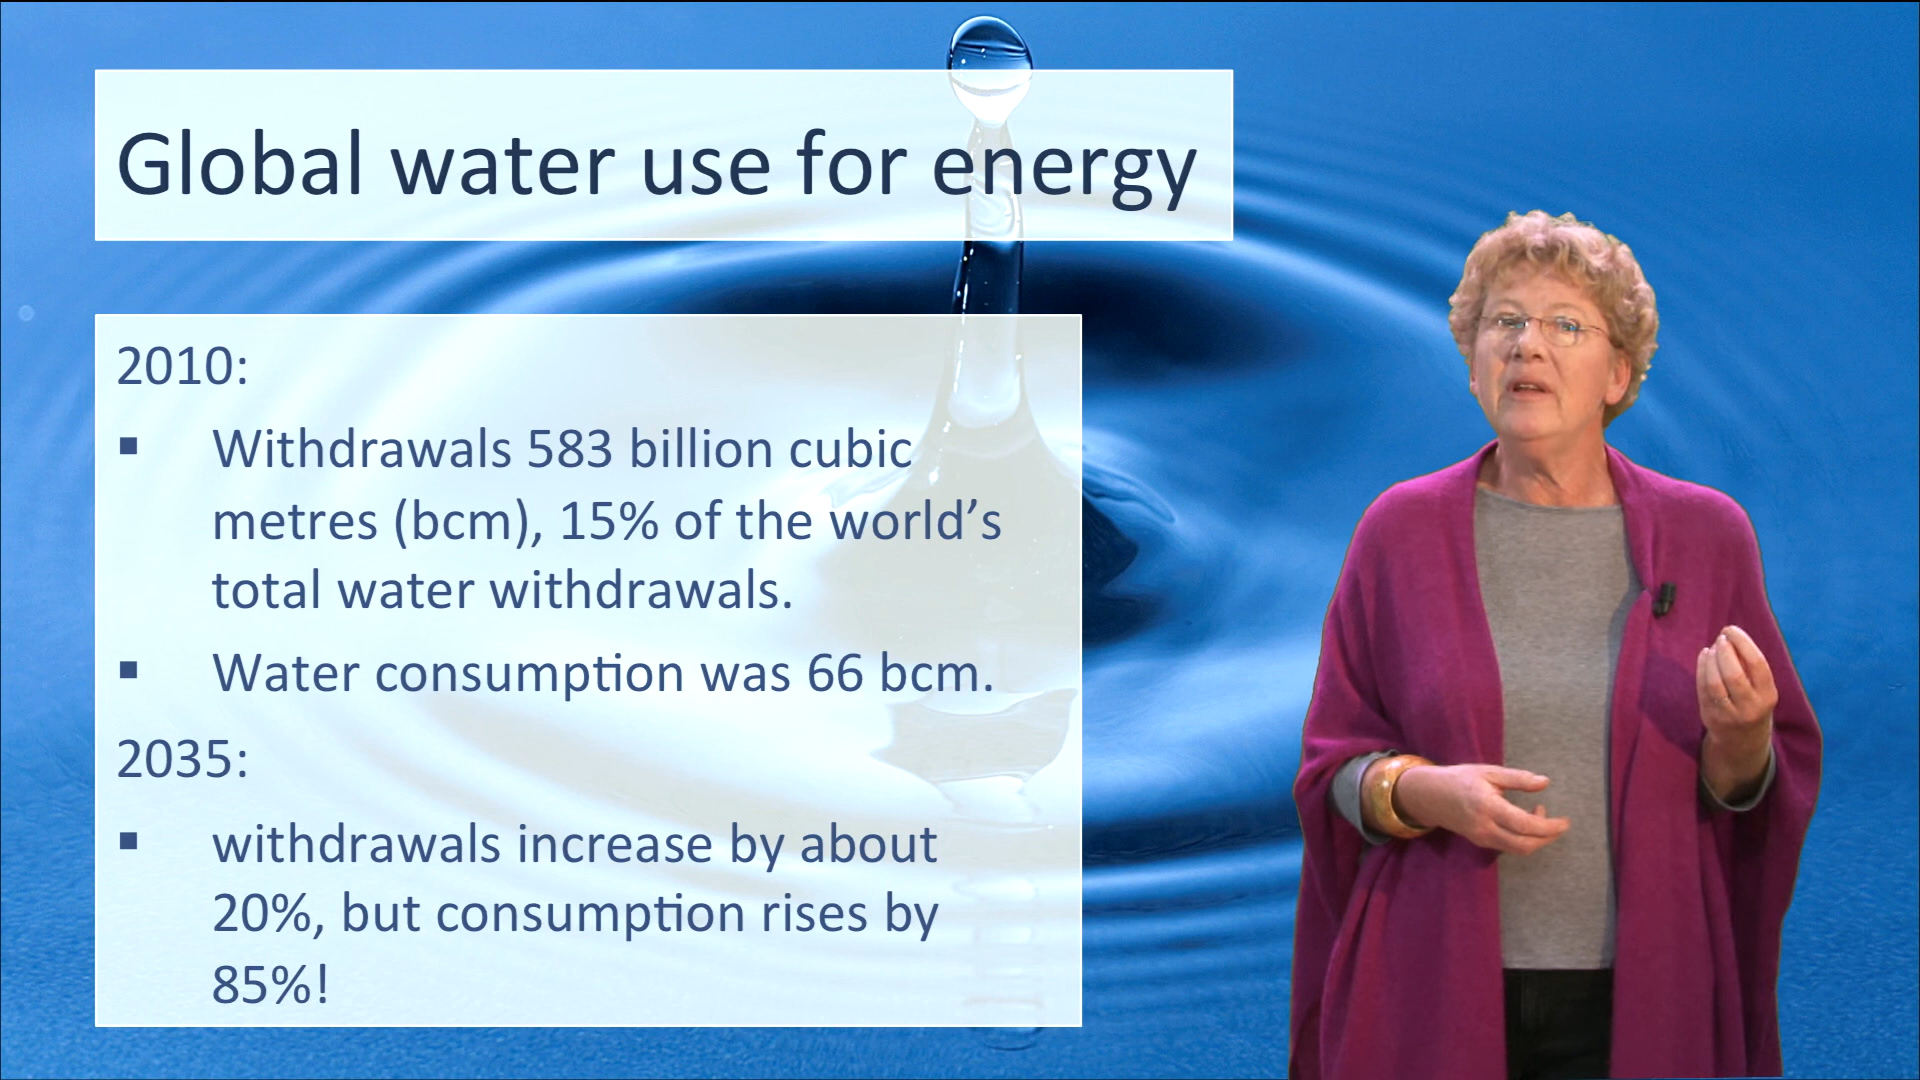 Global water use for energy
2010:
▪ Withdrawals 583 billion cubic
metres (bcm), 15% of the world’s
total water withdrawals.
▪ Water consumption was 66 bcm.
2035:
▪ withdrawals increase by about
20%, but consumption rises by
85%!